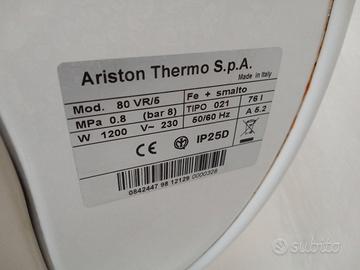 Ariston Thermo S.p.A.
Made in Italy
Mod. 80 VR/5 Fe + smalto 76 l
MPa 0.8 (bar 8) TIPO 021
W 1200 V~ 230 50/60 Hz A 5.2
CE IP25D
0842447 98 12129 0000328
subito